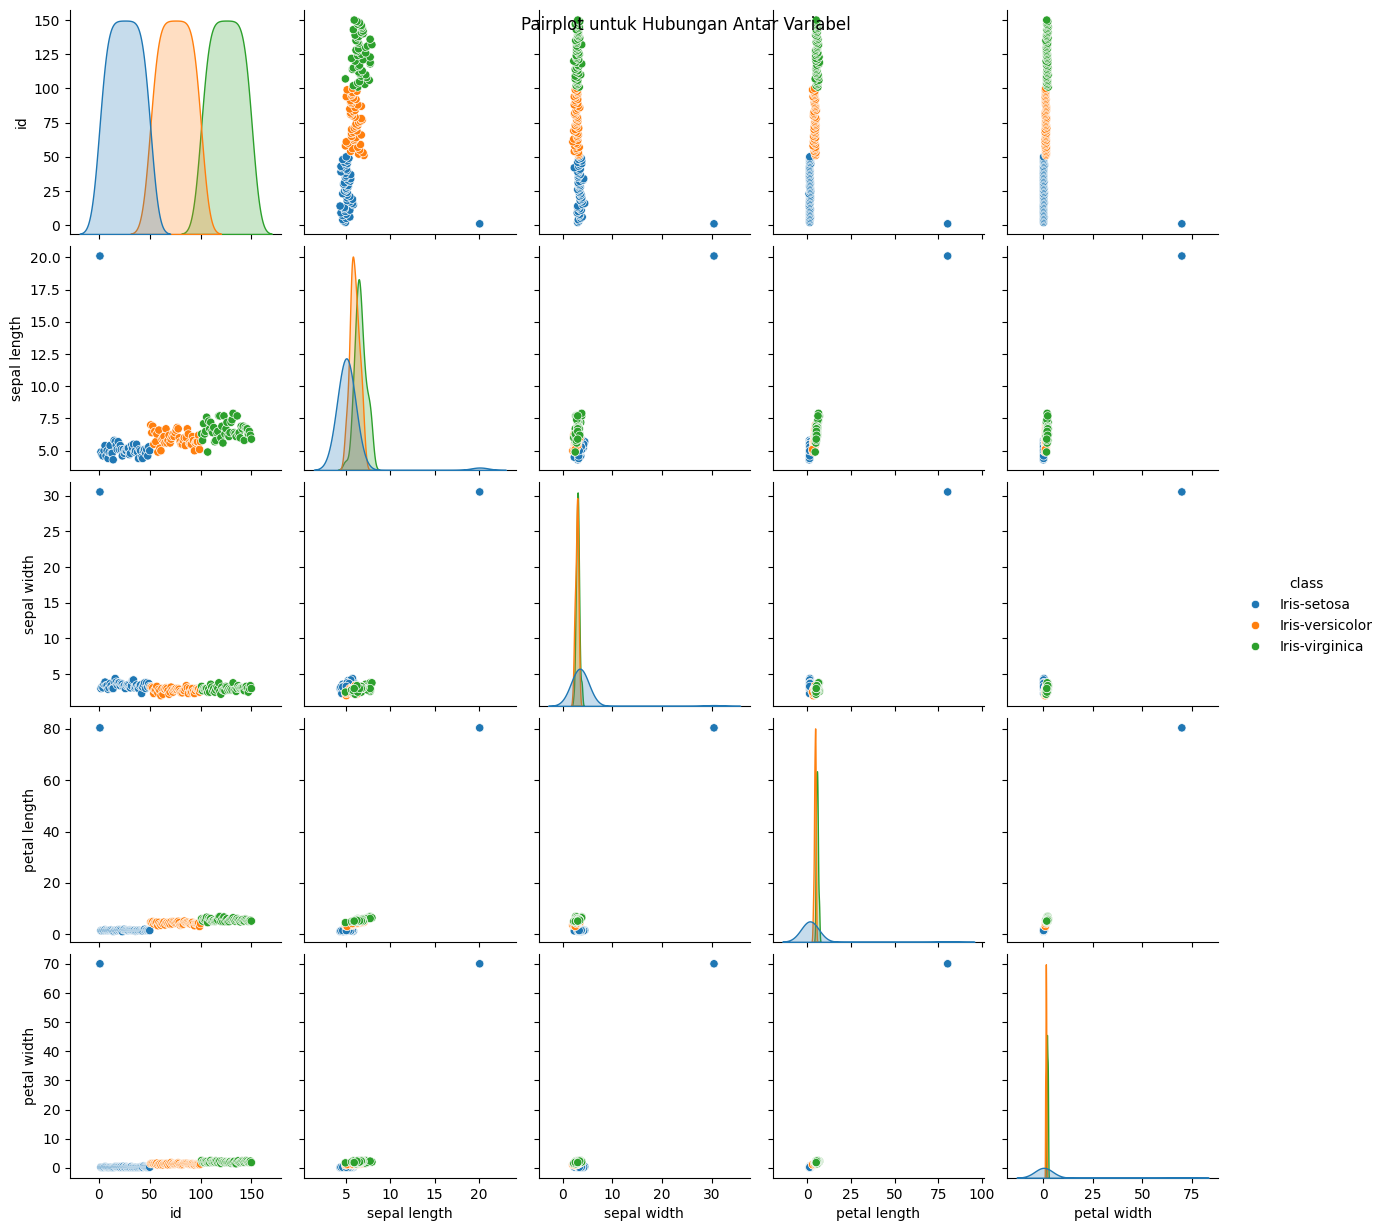 Pairplot untuk Hubungan Antar Variabel
150
125
100
75
50
25
0
id
20.0
17.5
15.0
12.5
10.0
7.5
5.0
sepal length
30
25
20
15
10
5
sepal width
class
Iris-setosa
Iris-versicolor
Iris-virginica
80
60
40
20
0
petal length
70
60
50
40
30
20
10
0
petal width
0 50 100 150
5 10 15 20
0 10 20 30
0 25 50 75 100
0 25 50 75
id
sepal length
sepal width
petal length
petal width